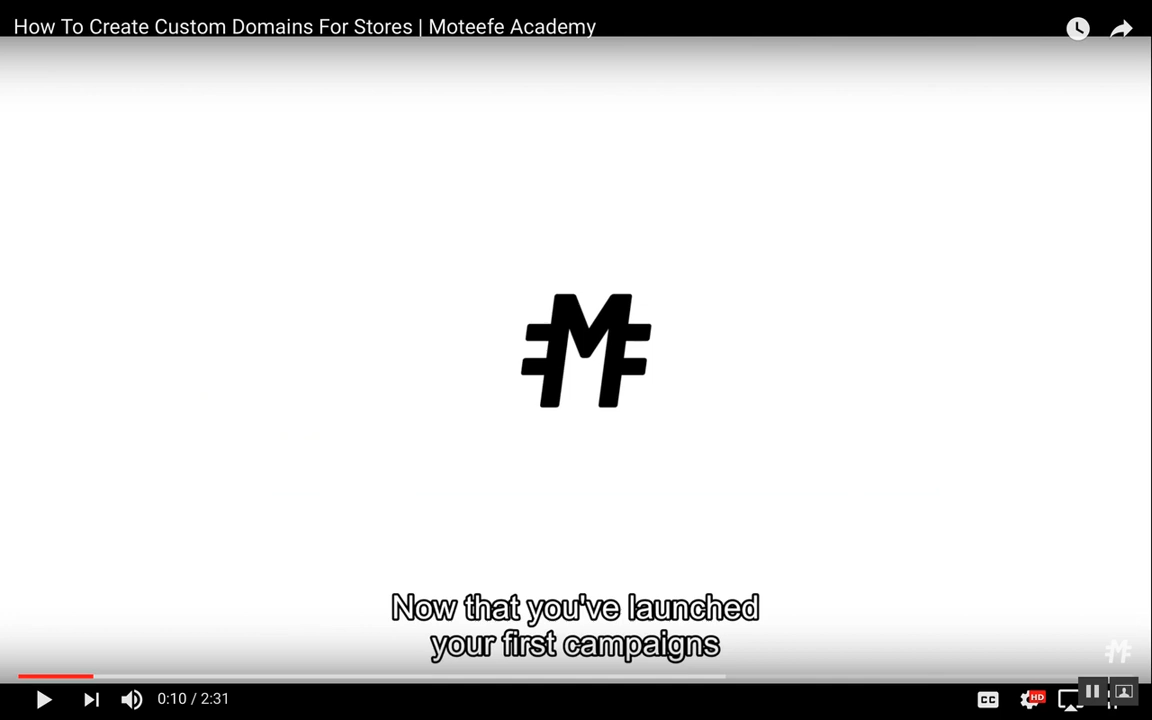 How To Create Custom Domains For Stores | Moteefe Academy
Now that you've launched
your first campaigns
0:10 / 2:31
CC
HD